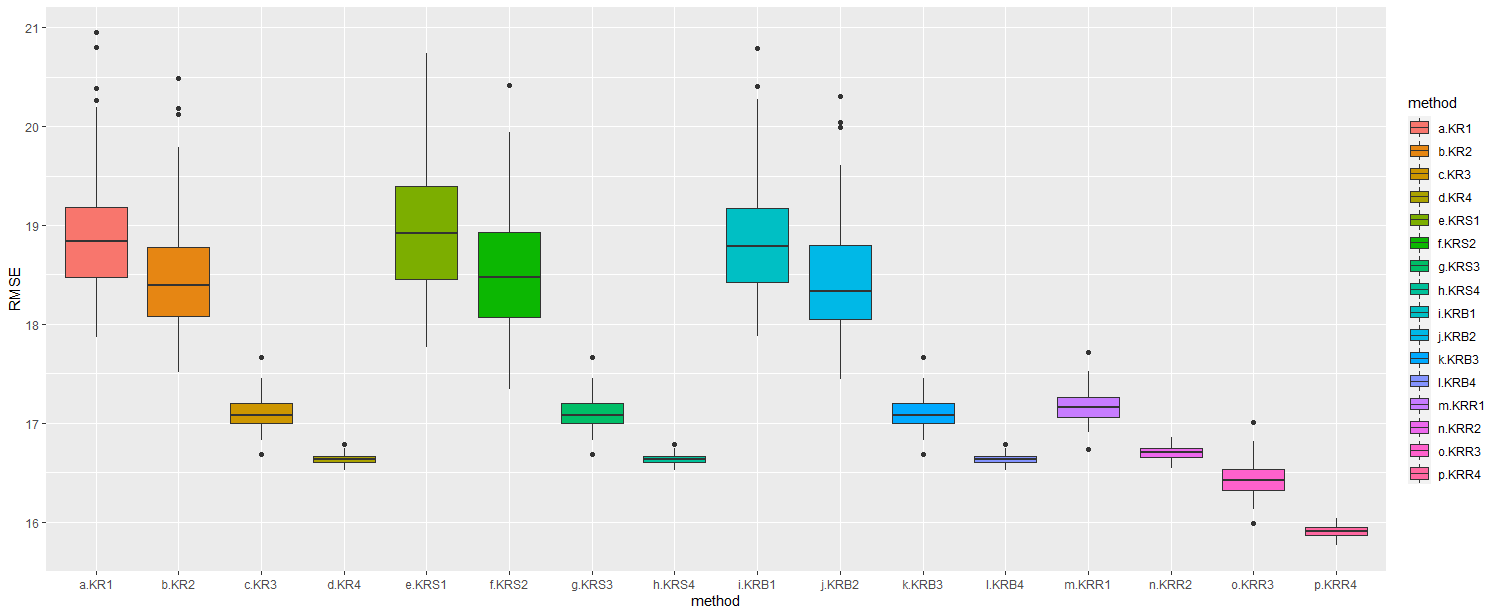 21
20
19
18
17
16
RMSE
a.KR1 b.KR2 c.KR3 d.KR4 e.KRS1 f.KRS2 g.KRS3 h.KRS4 i.KRB1 j.KRB2 k.KRB3 l.KRB4 m.KRR1 n.KRR2 o.KRR3 p.KRR4
method
method
a.KR1
b.KR2
c.KR3
d.KR4
e.KRS1
f.KRS2
g.KRS3
h.KRS4
i.KRB1
j.KRB2
k.KRB3
l.KRB4
m.KRR1
n.KRR2
o.KRR3
p.KRR4